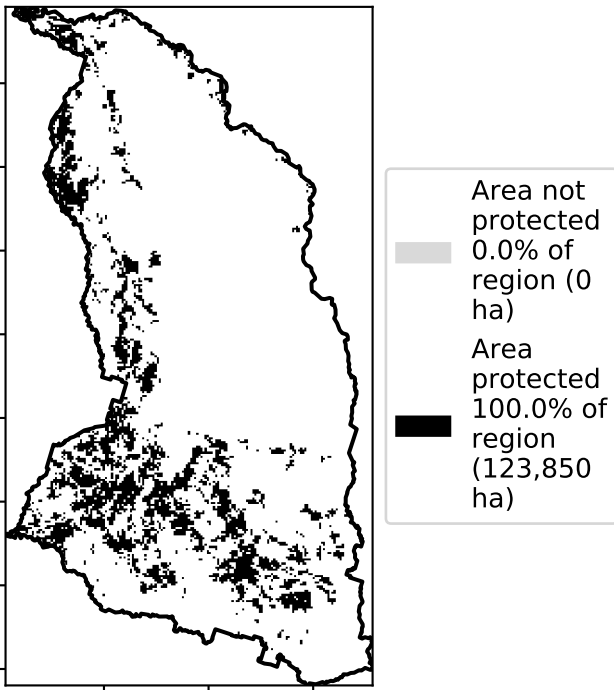 Area not
protected
0.0% of
region (0
ha)
Area
protected
100.0% of
region
(123,850
ha)